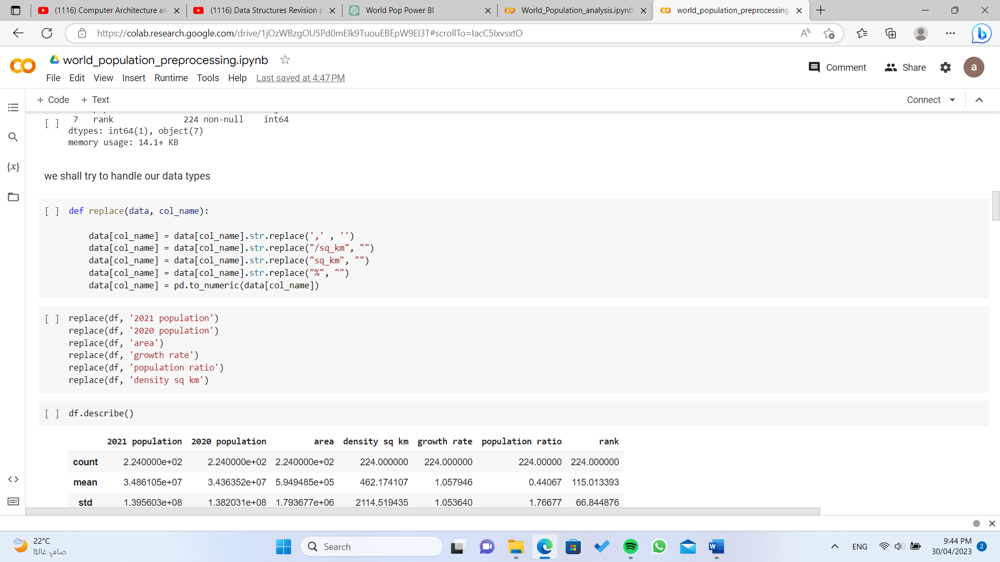 (1116) Computer Architecture an
(1116) Data Structures Revision p
World Pop Power BI
World_Population_analysis.ipynb
world_population_preprocessing.
https://colab.research.google.com/drive/1jOzWBzgOU5Pd0mElk9TuouEBEpW9EI3T#scrollTo=IacC5lxvsxtO
world_population_preprocessing.ipynb
Comment
Share
a
File Edit View Insert Runtime Tools Help Last saved at 4:47 PM
+ Code + Text
Connect
[ ] 7 rank 224 non-null int64
dtypes: int64(1), object(7)
memory usage: 14.1+ KB
{x}
we shall try to handle our data types
[ ] def replace(data, col_name):
data[col_name] = data[col_name].str.replace(',' , '')
data[col_name] = data[col_name].str.replace("/sq_km", "")
data[col_name] = data[col_name].str.replace("sq_km", "")
data[col_name] = data[col_name].str.replace("%", "")
data[col_name] = pd.to_numeric(data[col_name])
[ ] replace(df, '2021 population')
replace(df, '2020 population')
replace(df, 'area')
replace(df, 'growth rate')
replace(df, 'population ratio')
replace(df, 'density sq km')
[ ] df.describe()
2021 population 2020 population area density sq km growth rate population ratio rank
count 2.240000e+02 2.240000e+02 2.240000e+02 224.000000 224.000000 224.00000 224.000000
mean 3.486105e+07 3.436352e+07 5.949485e+05 462.174107 1.057946 0.44067 115.013393
std 1.395603e+08 1.382031e+08 1.793677e+06 2114.519435 1.053640 1.76677 66.844876
22°C
صافٍ غالبًا
Search
ENG
9:44 PM
30/04/2023
2